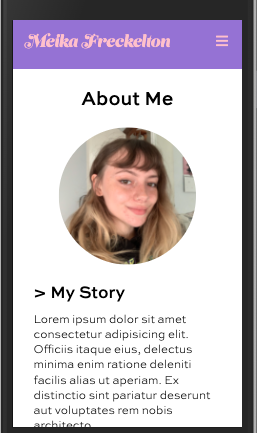 Melka Freckelton
About Me
> My Story
Lorem ipsum dolor sit amet
consectetur adipisicing elit.
Officiis itaque eius, delectus
minima enim ratione deleniti
facilis alias ut aperiam. Ex
distinctio sint pariatur deserunt
aut voluptates rem nobis
architecto